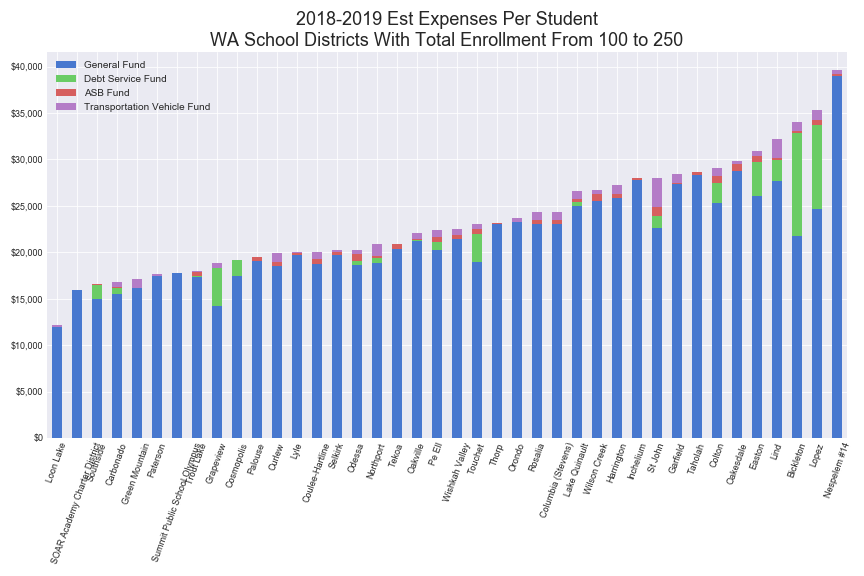 2018-2019 Est Expenses Per Student
WA School Districts With Total Enrollment From 100 to 250
General Fund
Debt Service Fund
ASB Fund
Transportation Vehicle Fund
$40,000
$35,000
$30,000
$25,000
$20,000
$15,000
$10,000
$5,000
$0
Loon Lake
SOAR Academy Charter District
Southside
Carbonado
Green Mountain
Paterson
Summit Public School Olympus
Trout Lake
Grapeview
Cosmopolis
Palouse
Curlew
Lyle
Coulee-Hartline
Selkirk
Odessa
Northport
Tekoa
Oakville
Pe Ell
Wishkah Valley
Touchet
Thorp
Orondo
Rosalia
Columbia (Stevens)
Lake Quinault
Wilson Creek
Harrington
Inchelium
St John
Garfield
Taholah
Colton
Oakesdale
Easton
Lind
Bickleton
Lopez
Nespelem #14